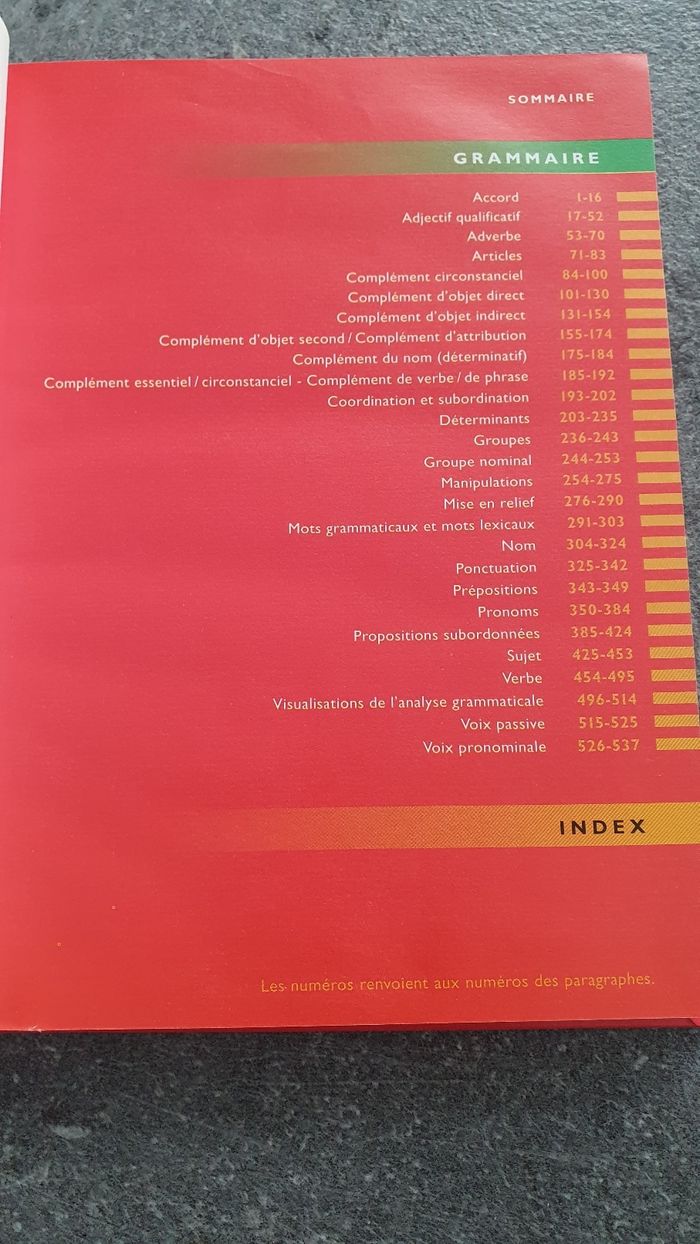 SOMMAIRE
GRAMMAIRE
Accord 1-16
Adjectif qualificatif 17-52
Adverbe 53-70
Articles 71-83
Complément circonstanciel 84-100
Complément d'objet direct 101-130
Complément d'objet indirect 131-154
Complément d'objet second / Complément d'attribution 155-174
Complément du nom (déterminatif) 175-184
Complément essentiel / circonstanciel - Complément de verbe / de phrase 185-192
Coordination et subordination 193-202
Déterminants 203-235
Groupes 236-243
Groupe nominal 244-253
Manipulations 254-275
Mise en relief 276-290
Mots grammaticaux et mots lexicaux 291-303
Nom 304-324
Ponctuation 325-342
Prépositions 343-349
Pronoms 350-384
Propositions subordonnées 385-424
Sujet 425-453
Verbe 454-495
Visualisations de l'analyse grammaticale 496-514
Voix passive 515-525
Voix pronominale 526-537
INDEX
Les numéros renvoient aux numéros des paragraphes.